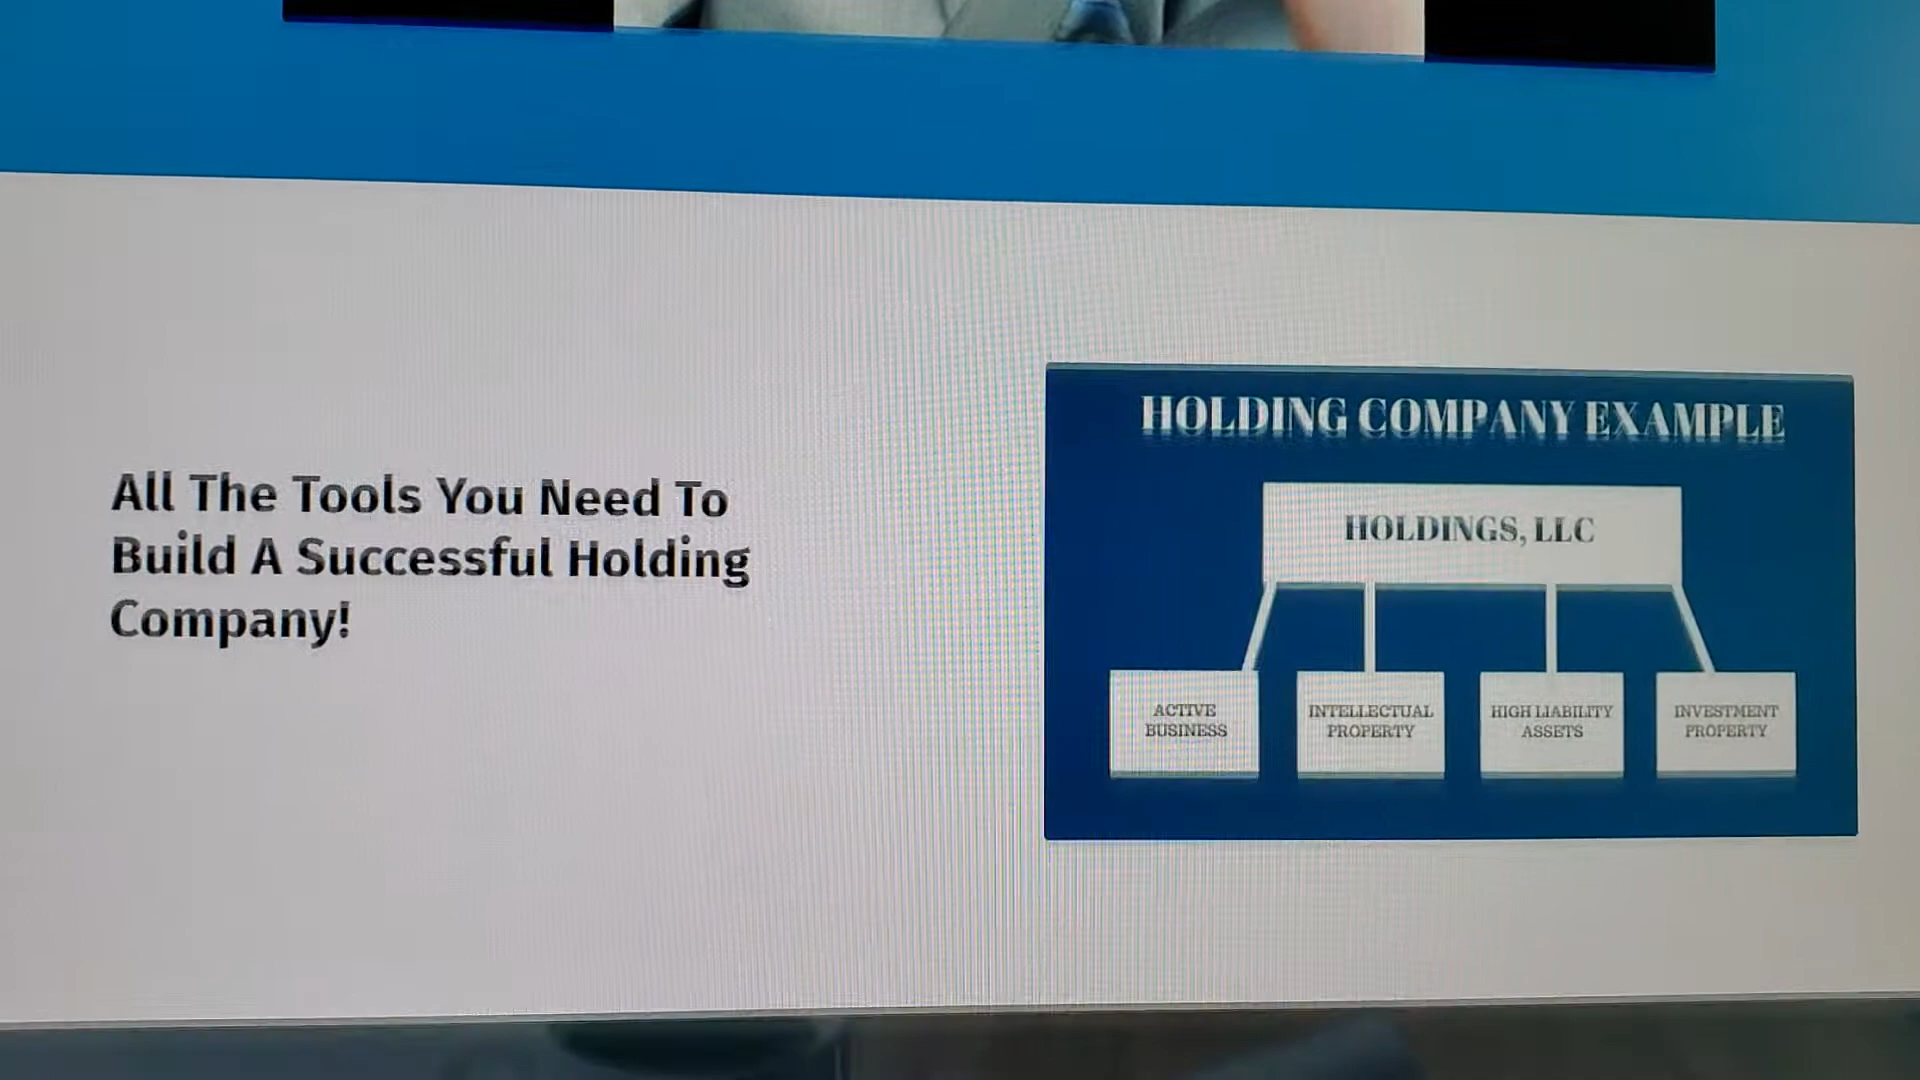 All The Tools You Need To
Build A Successful Holding
Company!
HOLDING COMPANY EXAMPLE
HOLDINGS, LLC
ACTIVE
BUSINESS
INTELLECTUAL
PROPERTY
HIGH LIABILITY
ASSETS
INVESTMENT
PROPERTY